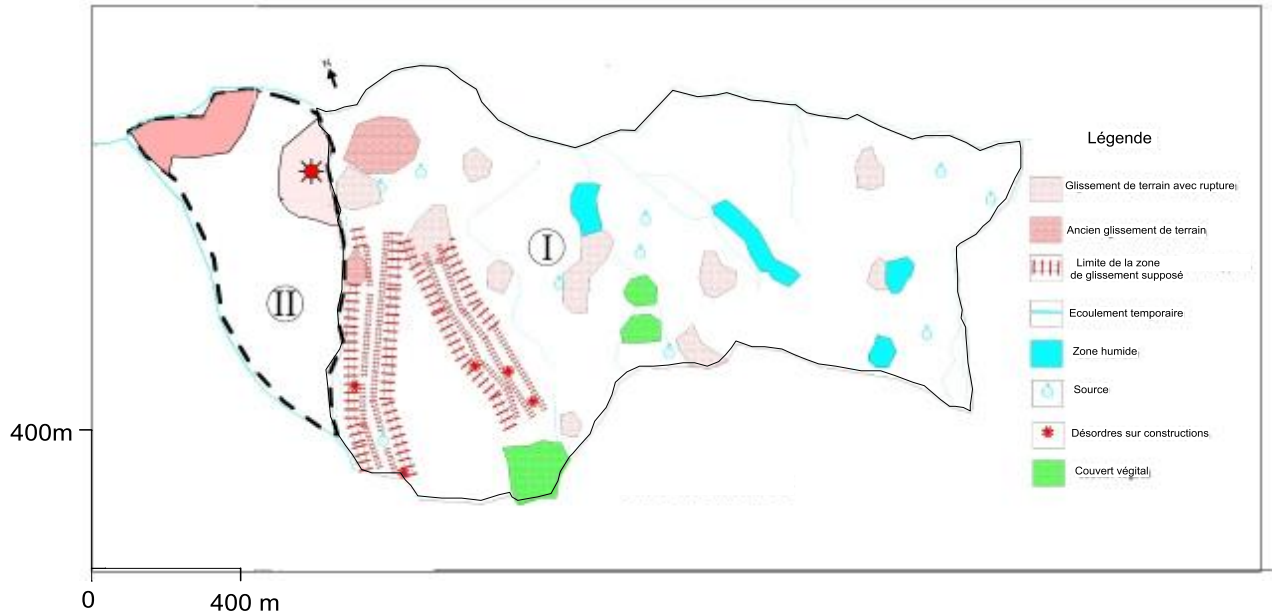 N
I
II
Légende
Glissement de terrain avec rupture
Ancien glissement de terrain
Limite de la zone
de glissement supposé
Ecoulement temporaire
Zone humide
Source
Désordres sur constructions
Couvert végital
400m
0
400 m